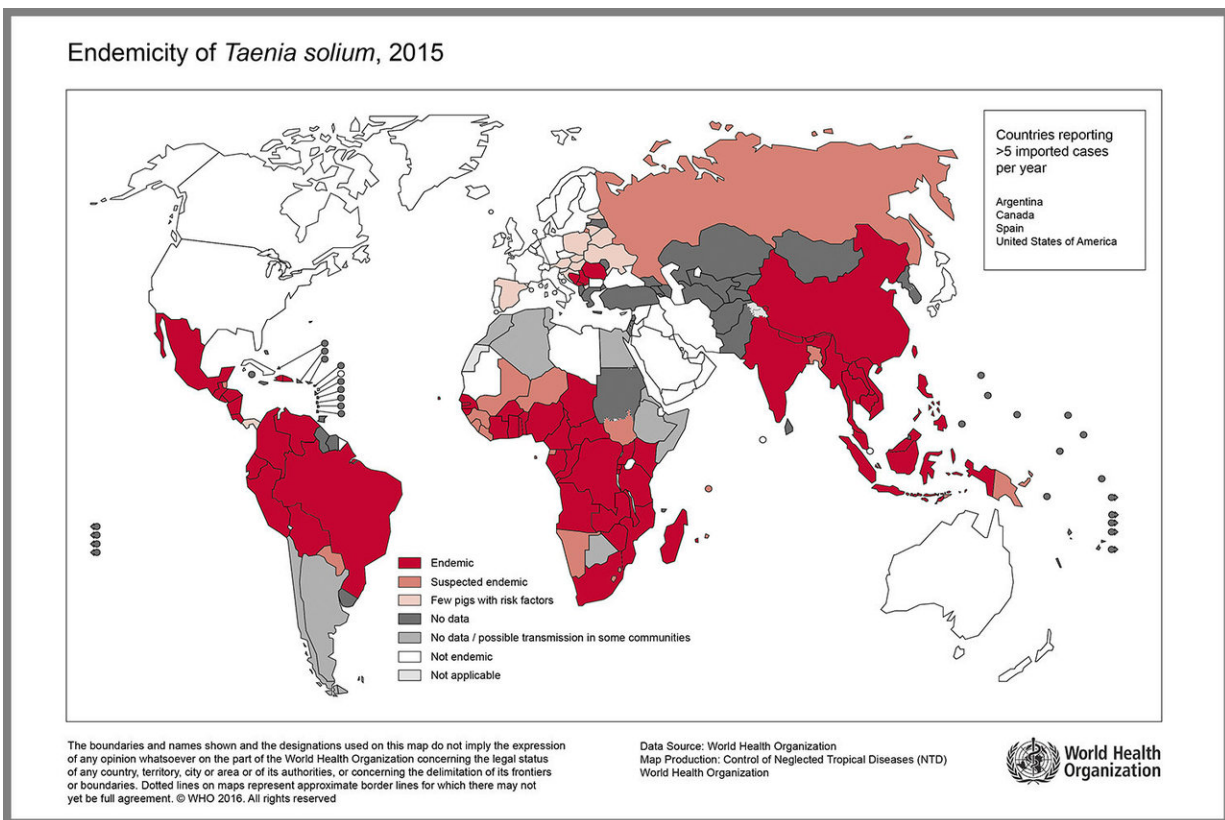 Endemicity of Taenia solium, 2015
Countries reporting
>5 imported cases
per year
Argentina
Canada
Spain
United States of America
Endemic
Suspected endemic
Few pigs with risk factors
No data
No data / possible transmission in some communities
Not endemic
Not applicable
The boundaries and names shown and the designations used on this map do not imply the expression
of any opinion whatsoever on the part of the World Health Organization concerning the legal status
of any country, territory, city or area or of its authorities, or concerning the delimitation of its frontiers
or boundaries. Dotted lines on maps represent approximate border lines for which there may not
yet be full agreement. © WHO 2016. All rights reserved
Data Source: World Health Organization
Map Production: Control of Neglected Tropical Diseases (NTD)
World Health Organization
World Health
Organization